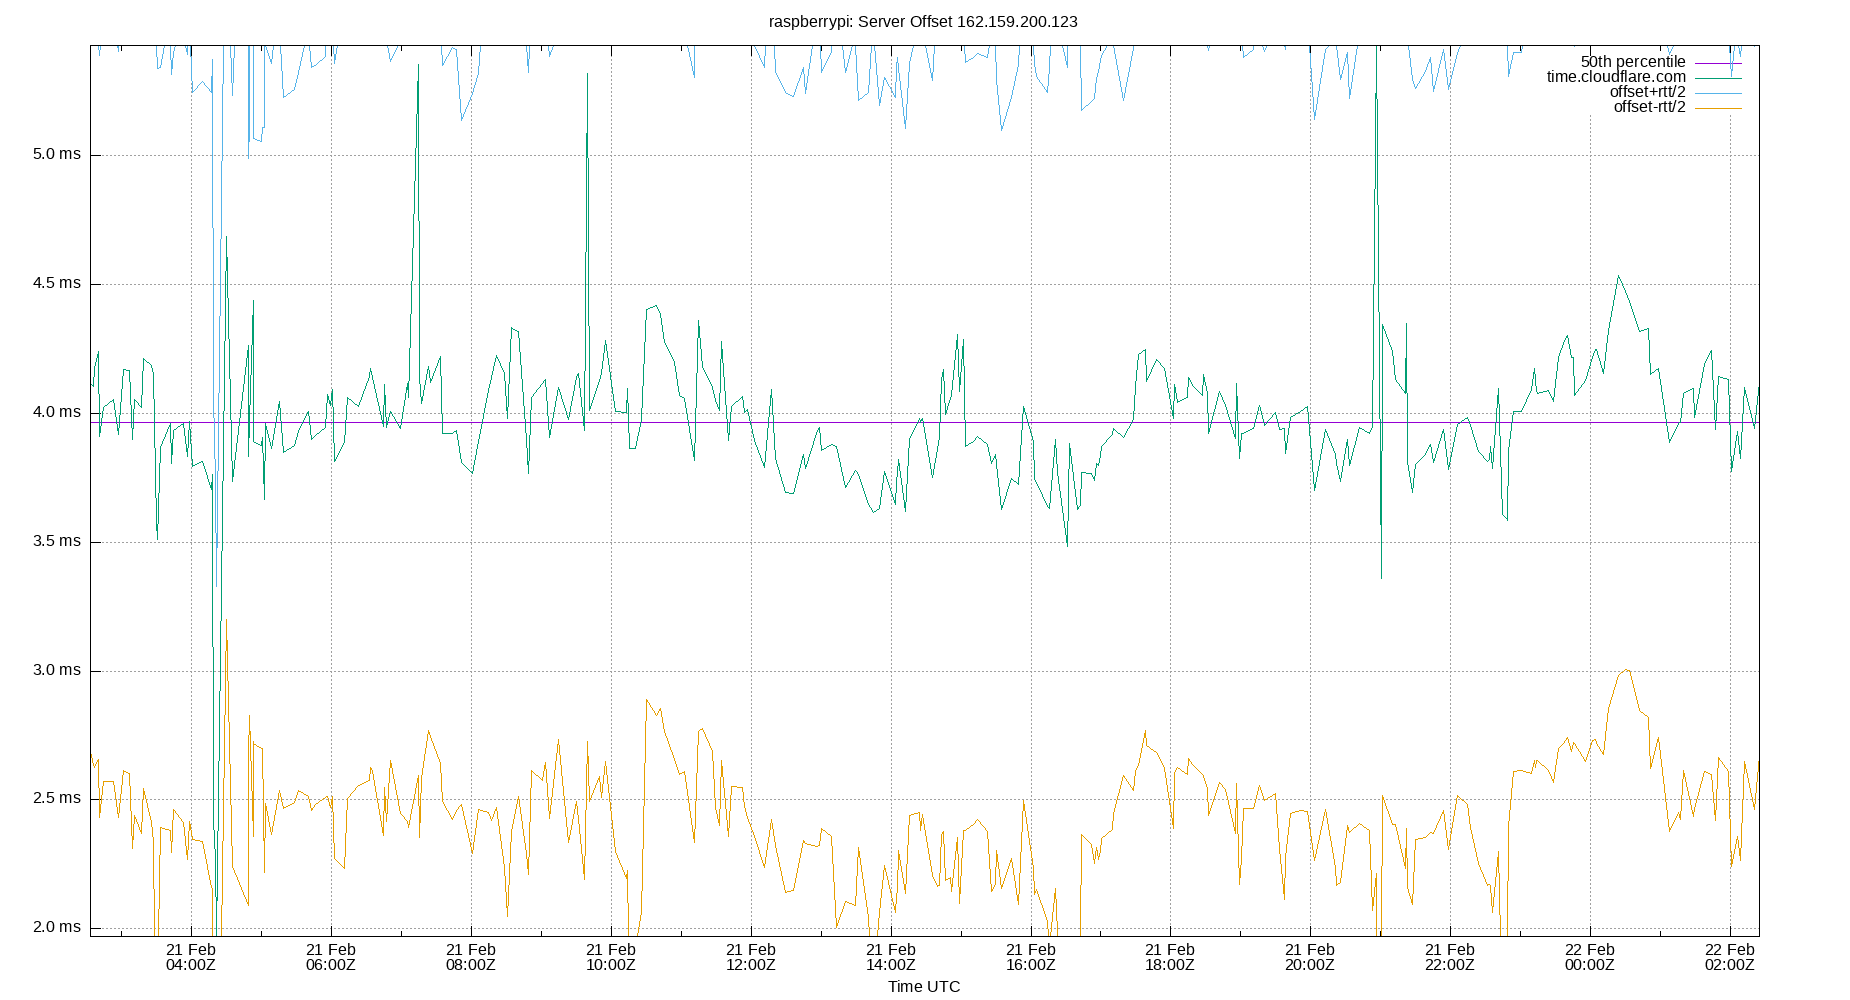 raspberrypi: Server Offset 162.159.200.123
50th percentile
time.cloudflare.com
offset+rtt/2
offset-rtt/2
5.0 ms
4.5 ms
4.0 ms
3.5 ms
3.0 ms
2.5 ms
2.0 ms
21 Feb 21 Feb 21 Feb 21 Feb 21 Feb 21 Feb 21 Feb 21 Feb 21 Feb 21 Feb 22 Feb 22 Feb
04:00Z 06:00Z 08:00Z 10:00Z 12:00Z 14:00Z 16:00Z 18:00Z 20:00Z 22:00Z 00:00Z 02:00Z
Time UTC